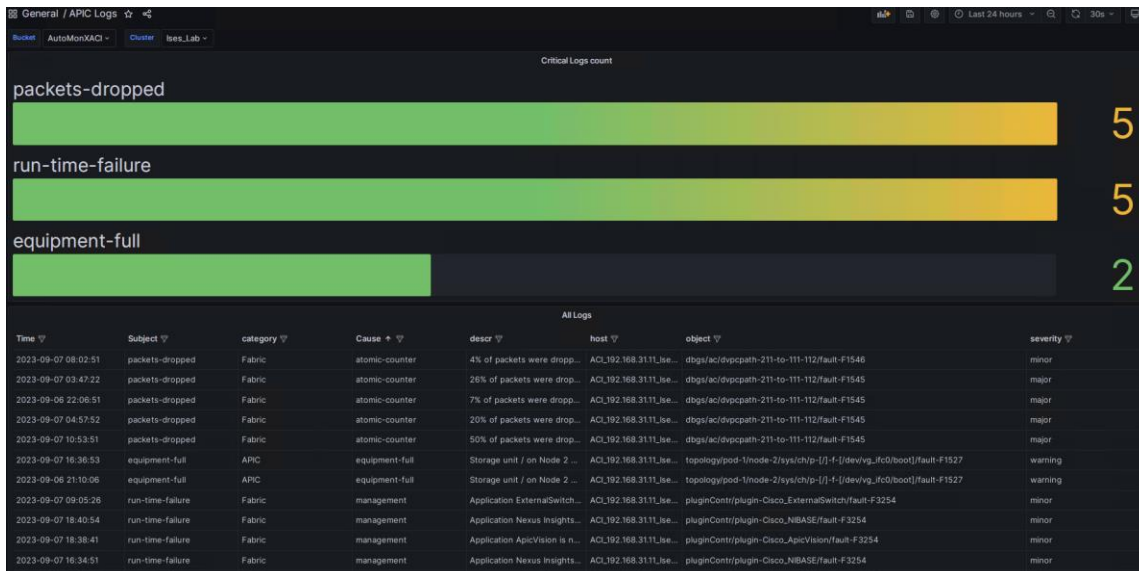 General / APIC Logs
Last 24 hours
30s
Bucket AutoMonXACI Cluster Ises_Lab
Critical Logs count
packets-dropped
5
run-time-failure
5
equipment-full
2
All Logs
Time Subject category Cause descr host object severity
2023-09-07 08:02:51 packets-dropped Fabric atomic-counter 4% of packets were dropp... ACI_192.168.31.11_Ise... dbgs/ac/dvpcpath-211-to-111-112/fault-F1546 minor
2023-09-07 03:47:22 packets-dropped Fabric atomic-counter 26% of packets were drop... ACI_192.168.31.11_Ise... dbgs/ac/dvpcpath-211-to-111-112/fault-F1545 major
2023-09-06 22:06:51 packets-dropped Fabric atomic-counter 7% of packets were dropp... ACI_192.168.31.11_Ise... dbgs/ac/dvpcpath-211-to-111-112/fault-F1545 major
2023-09-07 04:57:52 packets-dropped Fabric atomic-counter 20% of packets were drop... ACI_192.168.31.11_Ise... dbgs/ac/dvpcpath-211-to-111-112/fault-F1545 major
2023-09-07 10:53:51 packets-dropped Fabric atomic-counter 50% of packets were drop... ACI_192.168.31.11_Ise... dbgs/ac/dvpcpath-211-to-111-112/fault-F1545 major
2023-09-07 16:36:53 equipment-full APIC equipment-full Storage unit / on Node 2 ... ACI_192.168.31.11_Ise... topology/pod-1/node-2/sys/ch/p-[/]-f-[/dev/vg_ifc0/boot]/fault-F1527 warning
2023-09-06 21:10:06 equipment-full APIC equipment-full Storage unit / on Node 2 ... ACI_192.168.31.11_Ise... topology/pod-1/node-2/sys/ch/p-[/]-f-[/dev/vg_ifc0/boot]/fault-F1527 warning
2023-09-07 09:05:26 run-time-failure Fabric management Application ExternalSwitch... ACI_192.168.31.11_Ise... pluginContr/plugin-Cisco_ExternalSwitch/fault-F3254 minor
2023-09-07 18:40:54 run-time-failure Fabric management Application Nexus Insights... ACI_192.168.31.11_Ise... pluginContr/plugin-Cisco_NIBASE/fault-F3254 minor
2023-09-07 18:38:41 run-time-failure Fabric management Application ApicVision is n... ACI_192.168.31.11_Ise... pluginContr/plugin-Cisco_ApicVision/fault-F3254 minor
2023-09-07 16:34:51 run-time-failure Fabric management Application Nexus Insights... ACI_192.168.31.11_Ise... pluginContr/plugin-Cisco_NIBASE/fault-F3254 minor